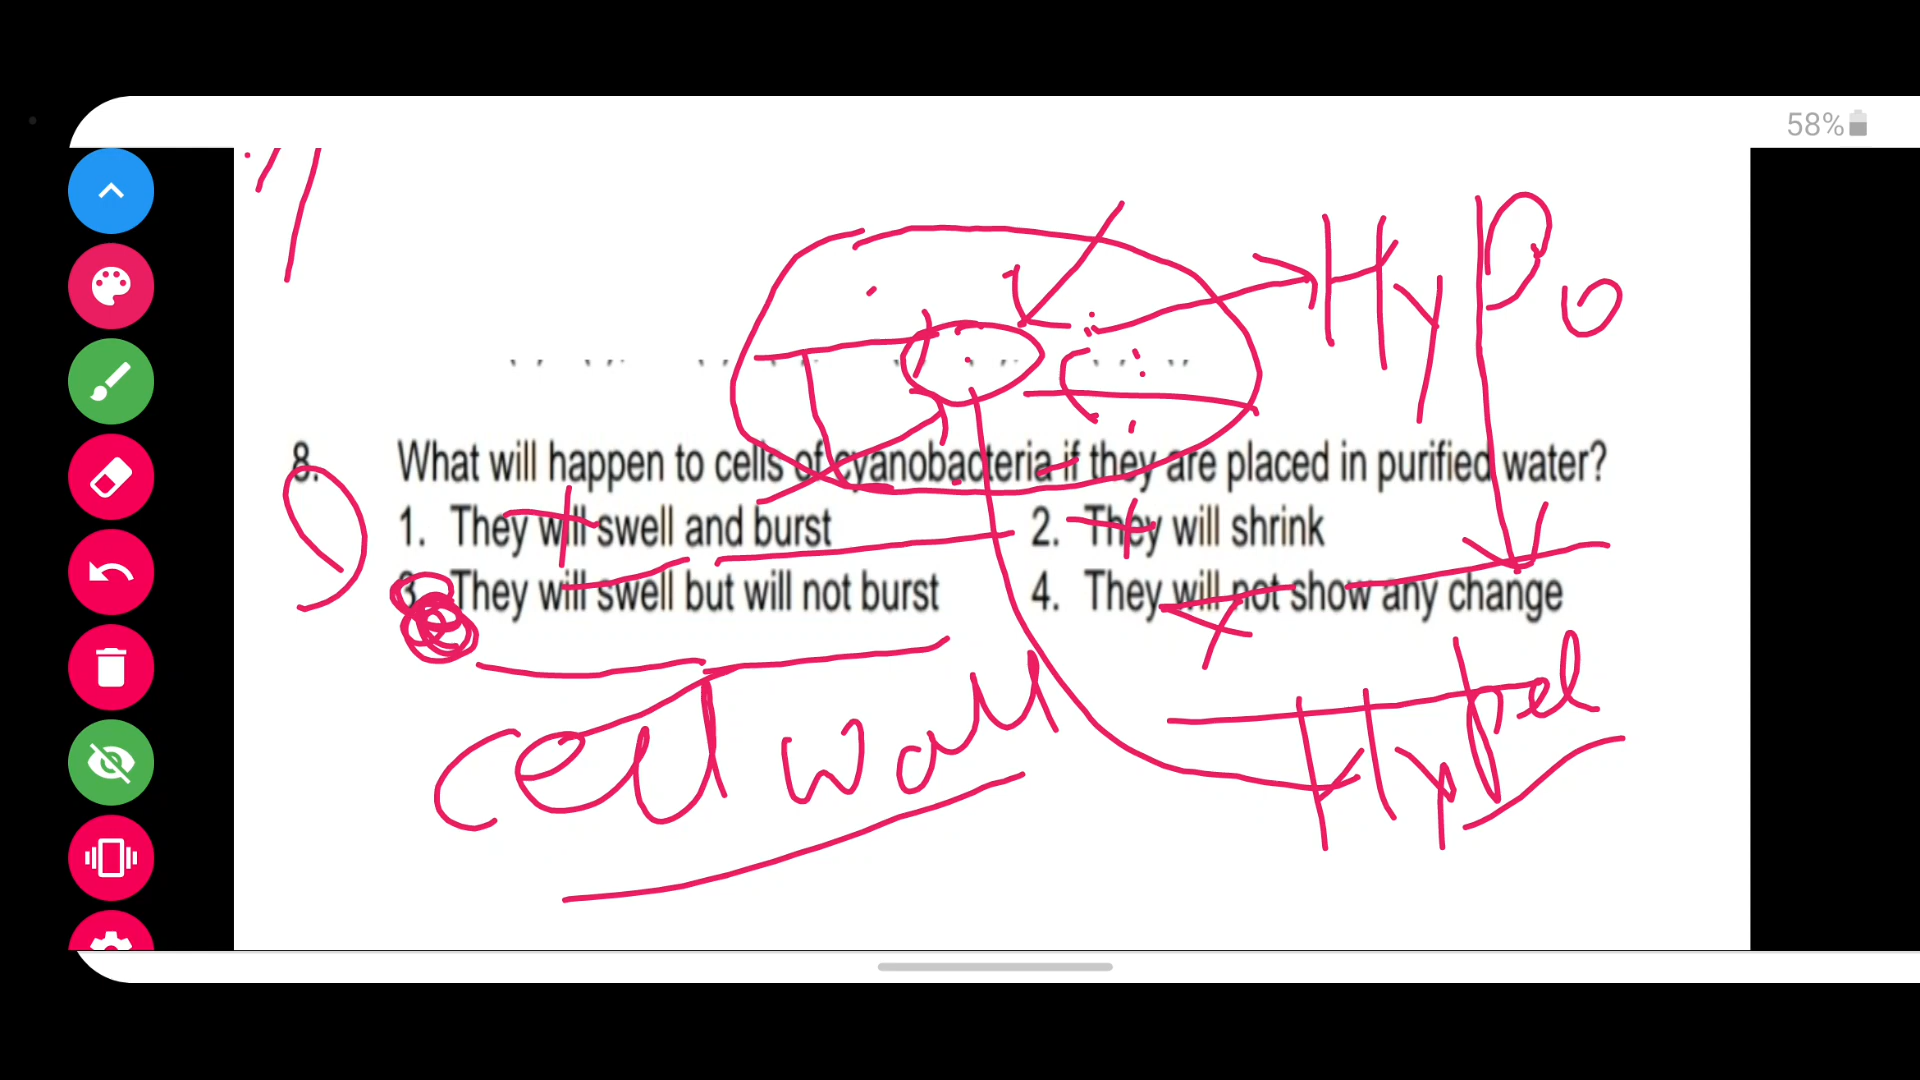 58%
HyPo
8. What will happen to cells of cyanobacteria if they are placed in purified water?
1. They will swell and burst 2. They will shrink
3. They will swell but will not burst 4. They will not show any change
cell wall